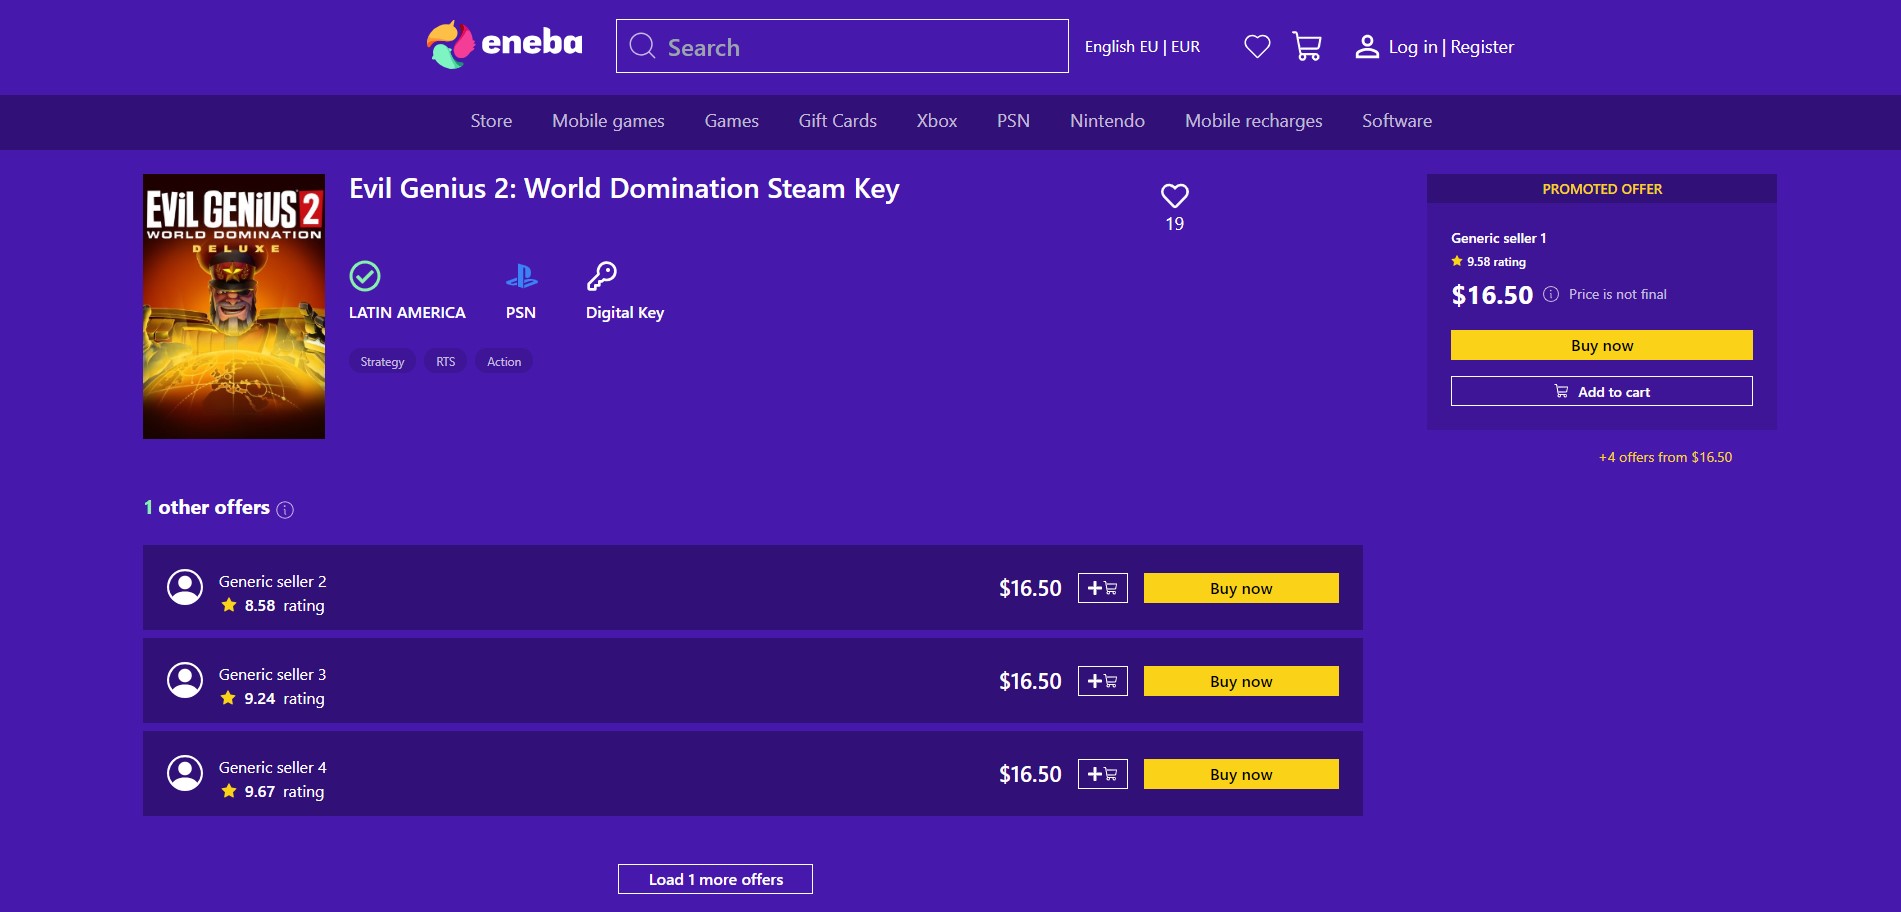 eneba
Search
English EU | EUR
Log in | Register
Store
Mobile games
Games
Gift Cards
Xbox
PSN
Nintendo
Mobile recharges
Software
EVIL GENIUS 2
WORLD DOMINATION
DELUXE
Evil Genius 2: World Domination Steam Key
19
LATIN AMERICA
PSN
Digital Key
Strategy
RTS
Action
PROMOTED OFFER
Generic seller 1
9.58 rating
$16.50
Price is not final
Buy now
Add to cart
+4 offers from $16.50
1 other offers
Generic seller 2
8.58 rating
$16.50
Buy now
Generic seller 3
9.24 rating
$16.50
Buy now
Generic seller 4
9.67 rating
$16.50
Buy now
Load 1 more offers